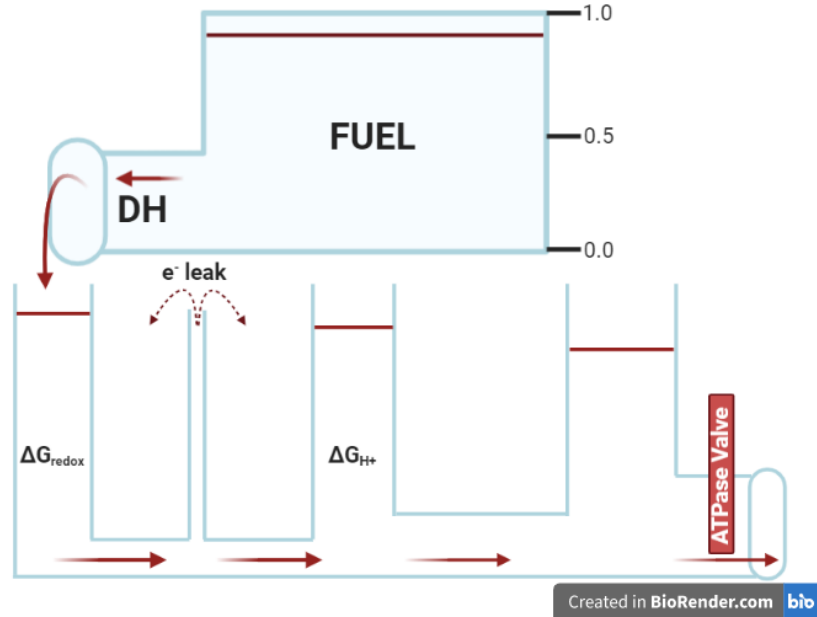 1.0
FUEL
0.5
DH
0.0
e⁻ leak
ΔGredox
ΔGH+
ATPase Valve
Created in BioRender.com bio